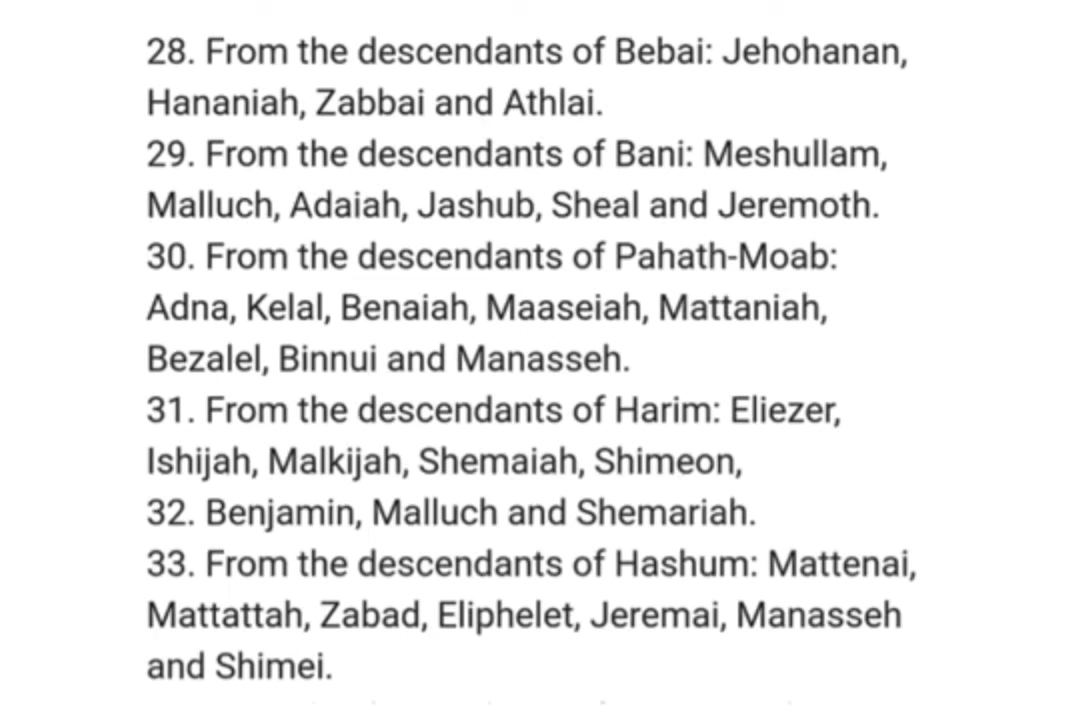 28. From the descendants of Bebai: Jehohanan,
Hananiah, Zabbai and Athlai.
29. From the descendants of Bani: Meshullam,
Malluch, Adaiah, Jashub, Sheal and Jeremoth.
30. From the descendants of Pahath-Moab:
Adna, Kelal, Benaiah, Maaseiah, Mattaniah,
Bezalel, Binnui and Manasseh.
31. From the descendants of Harim: Eliezer,
Ishijah, Malkijah, Shemaiah, Shimeon,
32. Benjamin, Malluch and Shemariah.
33. From the descendants of Hashum: Mattenai,
Mattattah, Zabad, Eliphelet, Jeremai, Manasseh
and Shimei.